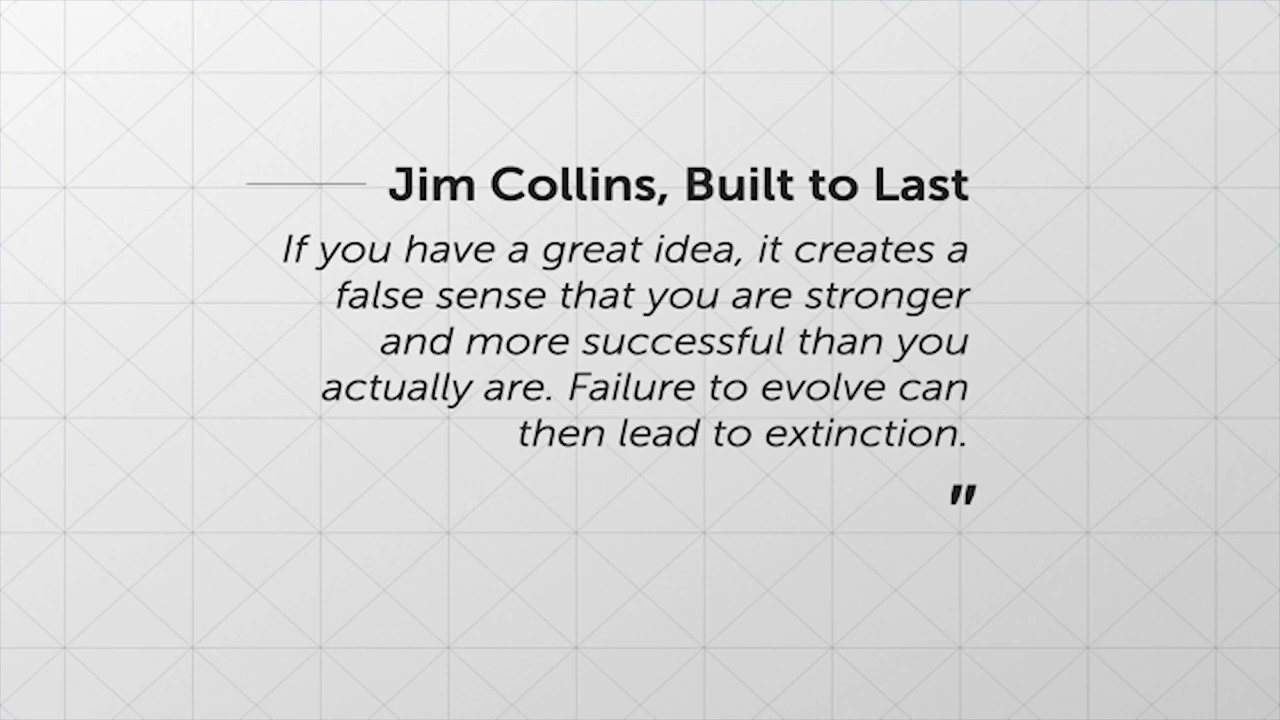 Jim Collins, Built to Last
If you have a great idea, it creates a
false sense that you are stronger
and more successful than you
actually are. Failure to evolve can
then lead to extinction.
"